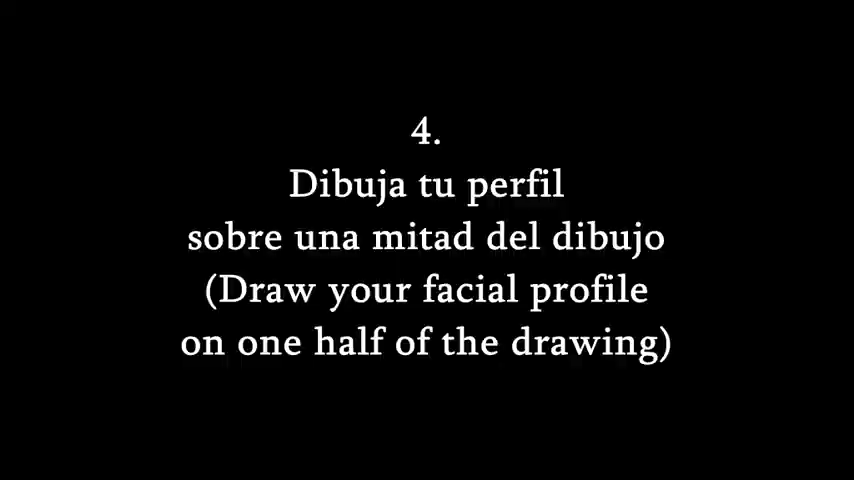 4.
Dibuja tu perfil
sobre una mitad del dibujo
(Draw your facial profile
on one half of the drawing)